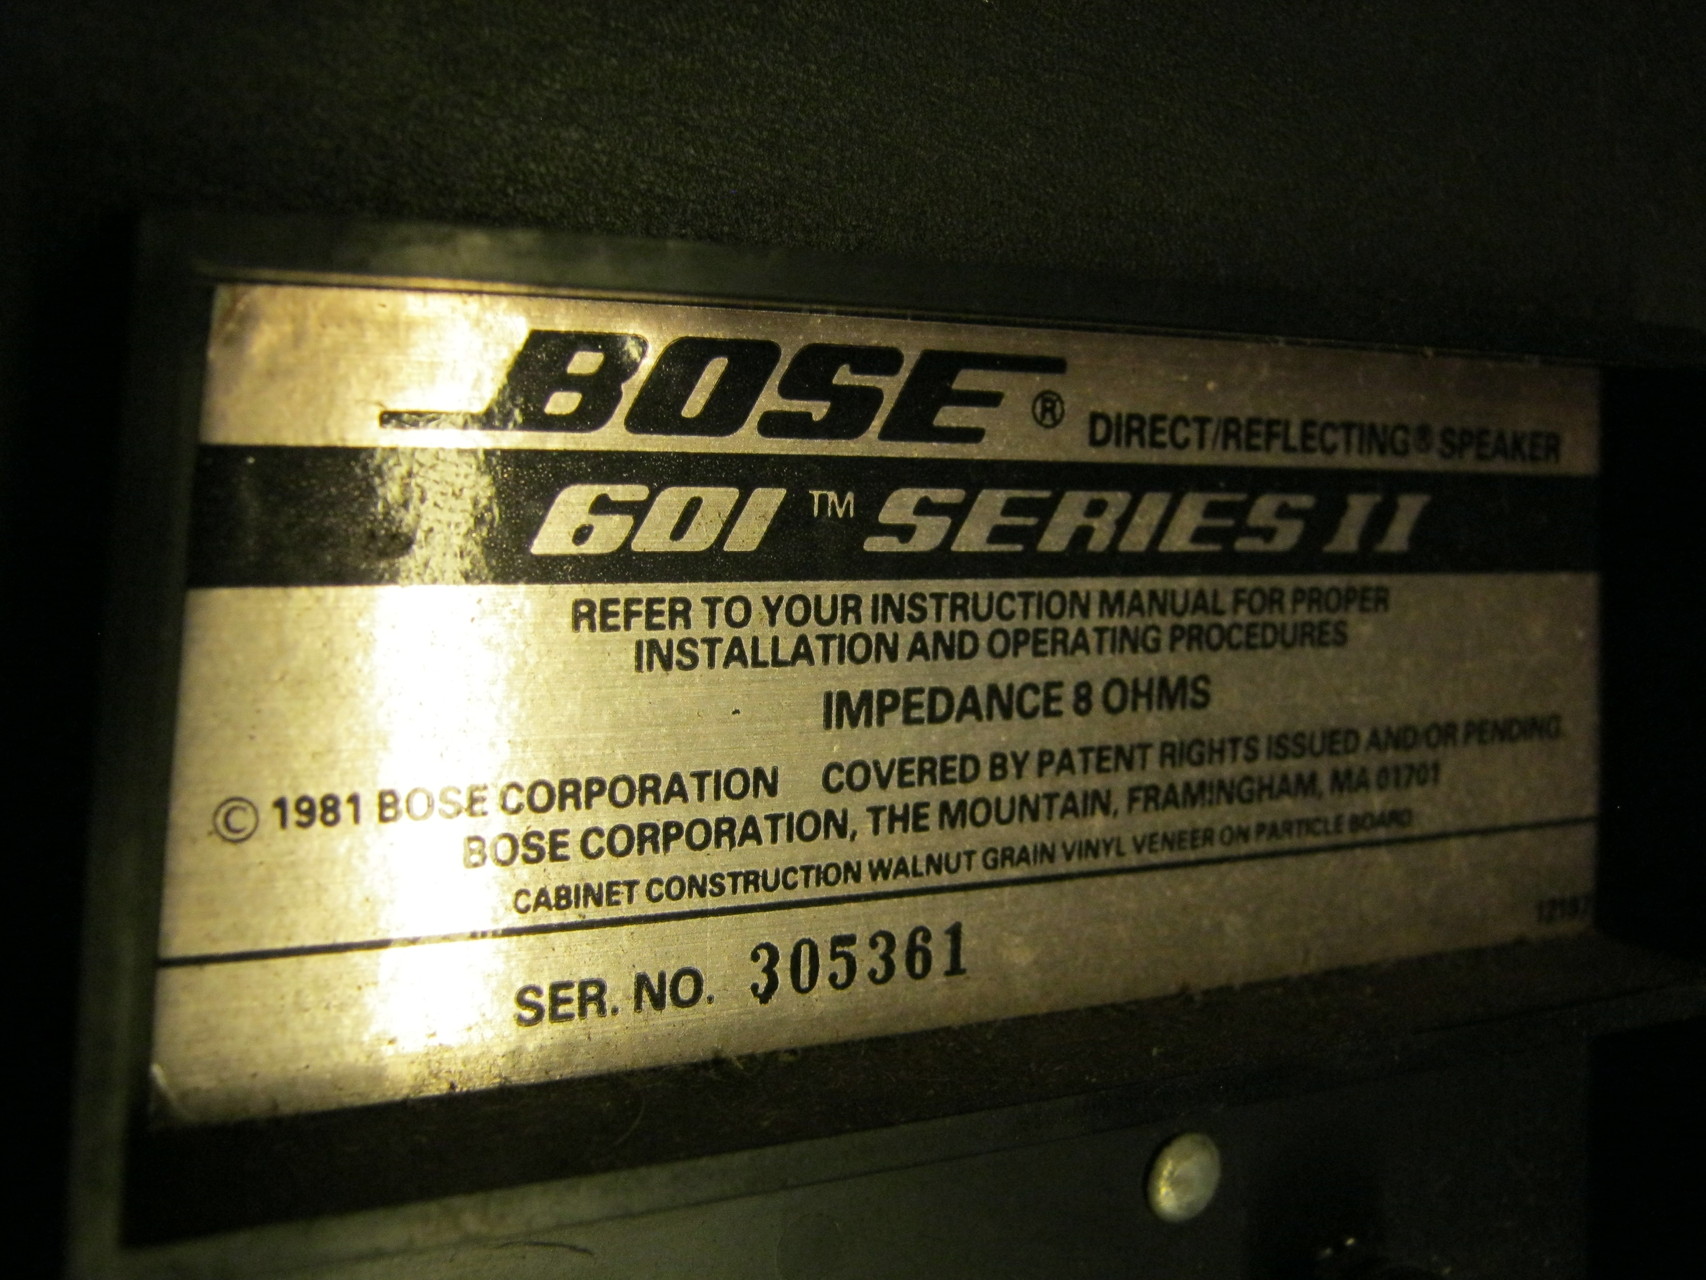 BOSE® DIRECT/REFLECTING® SPEAKER
601™ SERIES II
REFER TO YOUR INSTRUCTION MANUAL FOR PROPER
INSTALLATION AND OPERATING PROCEDURES
IMPEDANCE 8 OHMS
© 1981 BOSE CORPORATION COVERED BY PATENT RIGHTS ISSUED AND/OR PENDING.
BOSE CORPORATION, THE MOUNTAIN, FRAMINGHAM, MA 01701
CABINET CONSTRUCTION WALNUT GRAIN VINYL VENEER ON PARTICLE BOARD
SER. NO. 305361